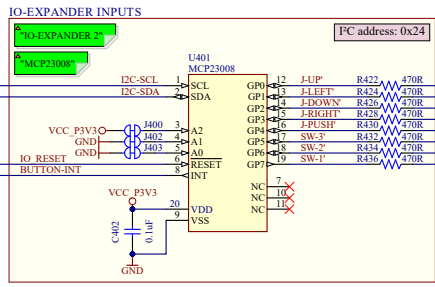 IO-EXPANDER INPUTS
"IO-EXPANDER 2"
I²C address: 0x24
"MCP23008"
U401
MCP23008
I2C-SCL 1 SCL GP0 12 J-UP' R422 470R
I2C-SDA 2 SDA GP1 3 J-LEFT' R424 470R
GP2 4 J-DOWN' R426 470R
GP3 5 J-RIGHT' R428 470R
VCC_P3V3 J400 3 A2 GP4 16 J-PUSH' R430 470R
GND J402 4 A1 GP5 17 SW-3' R432 470R
GND J403 5 A0 GP6 18 SW-2' R434 470R
IO_RESET 6 RESET GP7 19 SW-1' R436 470R
BUTTON-INT 8 INT
NC 7
NC 10
NC 11
VCC_P3V3
20 VDD
9 VSS
C402
0.1uF
GND